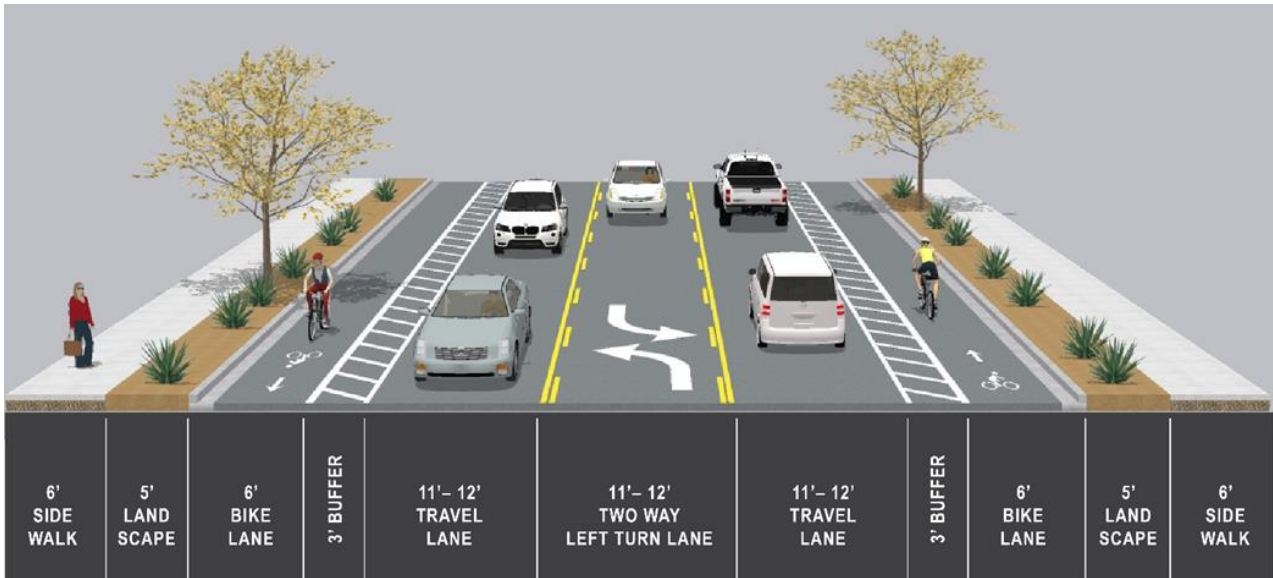 6'
SIDE
WALK
5'
LAND
SCAPE
6'
BIKE
LANE
3' BUFFER
11'– 12'
TRAVEL
LANE
11'– 12'
TWO WAY
LEFT TURN LANE
11'– 12'
TRAVEL
LANE
3' BUFFER
6'
BIKE
LANE
5'
LAND
SCAPE
6'
SIDE
WALK